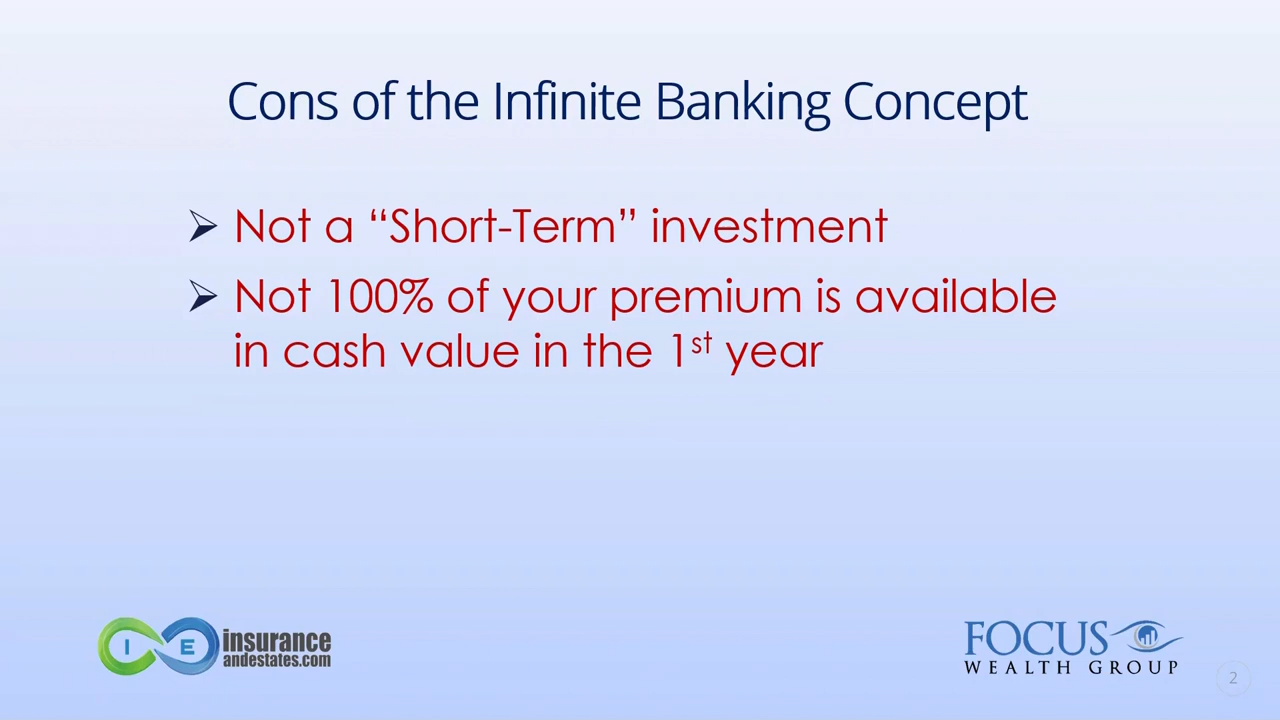 Cons of the Infinite Banking Concept
Not a “Short-Term” investment
Not 100% of your premium is available
in cash value in the 1st year
I E
insurance
andestates.com
FOCUS
WEALTH GROUP
2